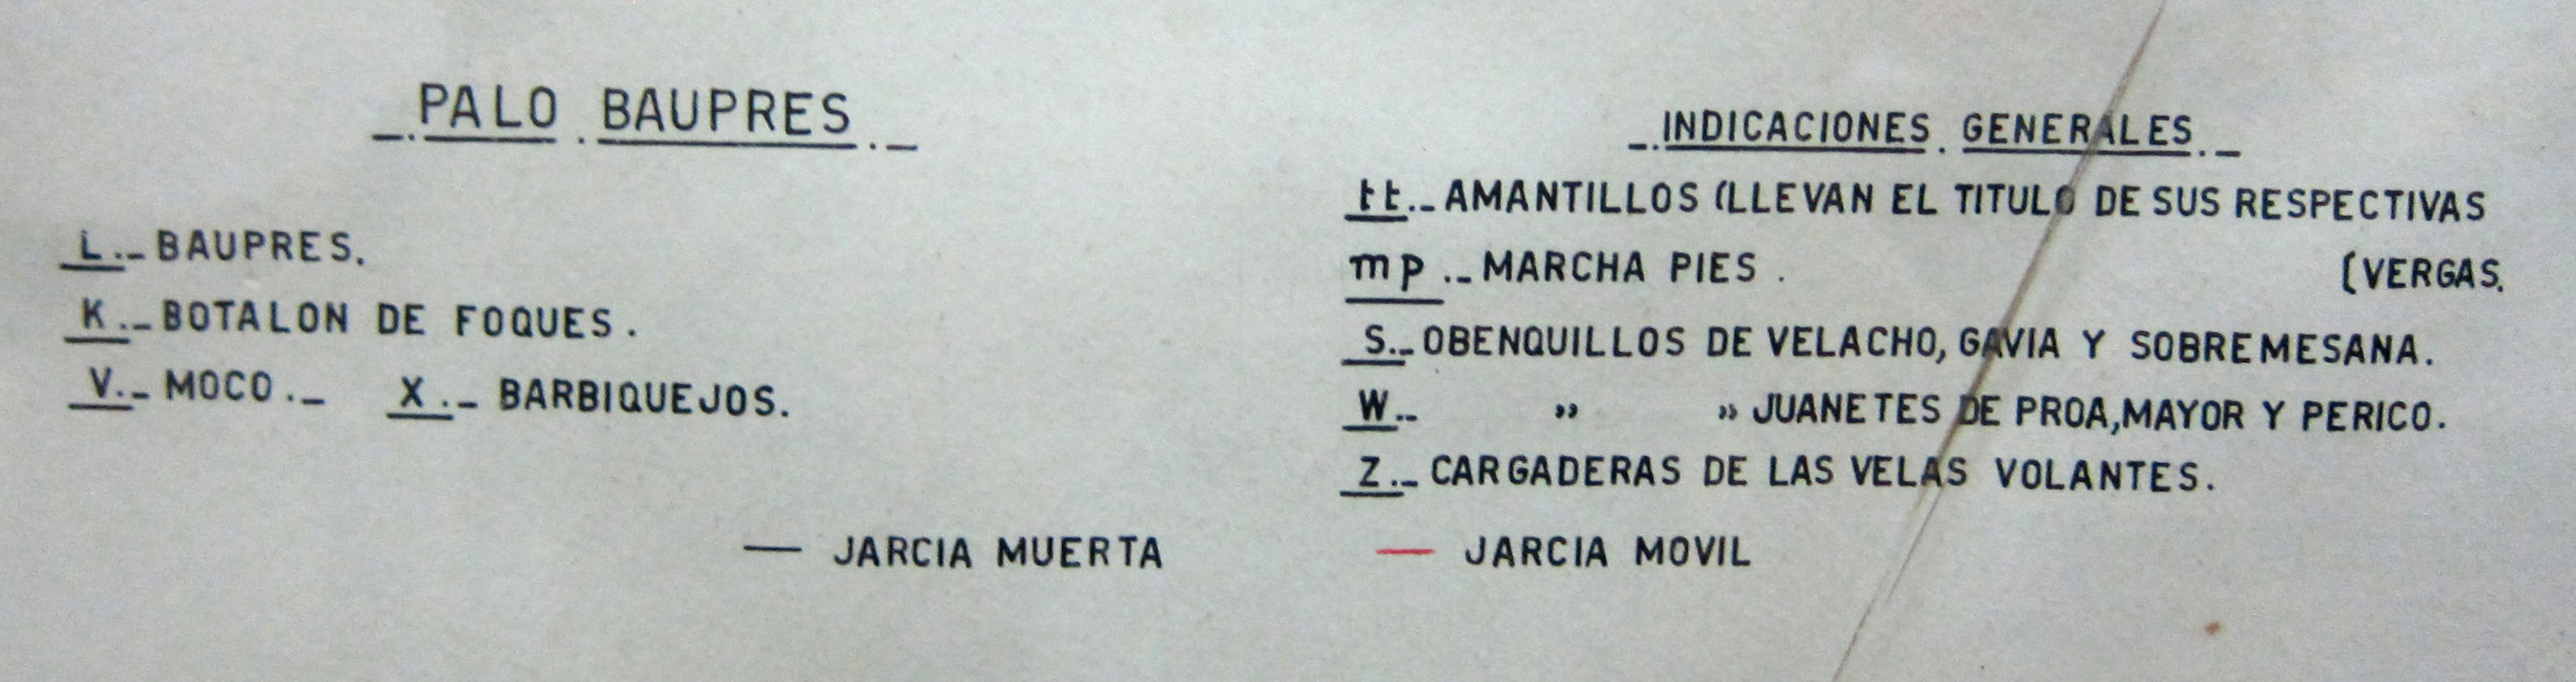 PALO BAUPRES
L.- BAUPRES.
K.- BOTALON DE FOQUES.
V.- MOCO.- X.- BARBIQUEJOS.
INDICACIONES GENERALES
tt.- AMANTILLOS (LLEVAN EL TITULO DE SUS RESPECTIVAS
mp.- MARCHA PIES. (VERGAS.
S.- OBENQUILLOS DE VELACHO, GAVIA Y SOBREMESANA.
W.- " " JUANETES DE PROA, MAYOR Y PERICO.
Z.- CARGADERAS DE LAS VELAS VOLANTES.
— JARCIA MUERTA — JARCIA MOVIL